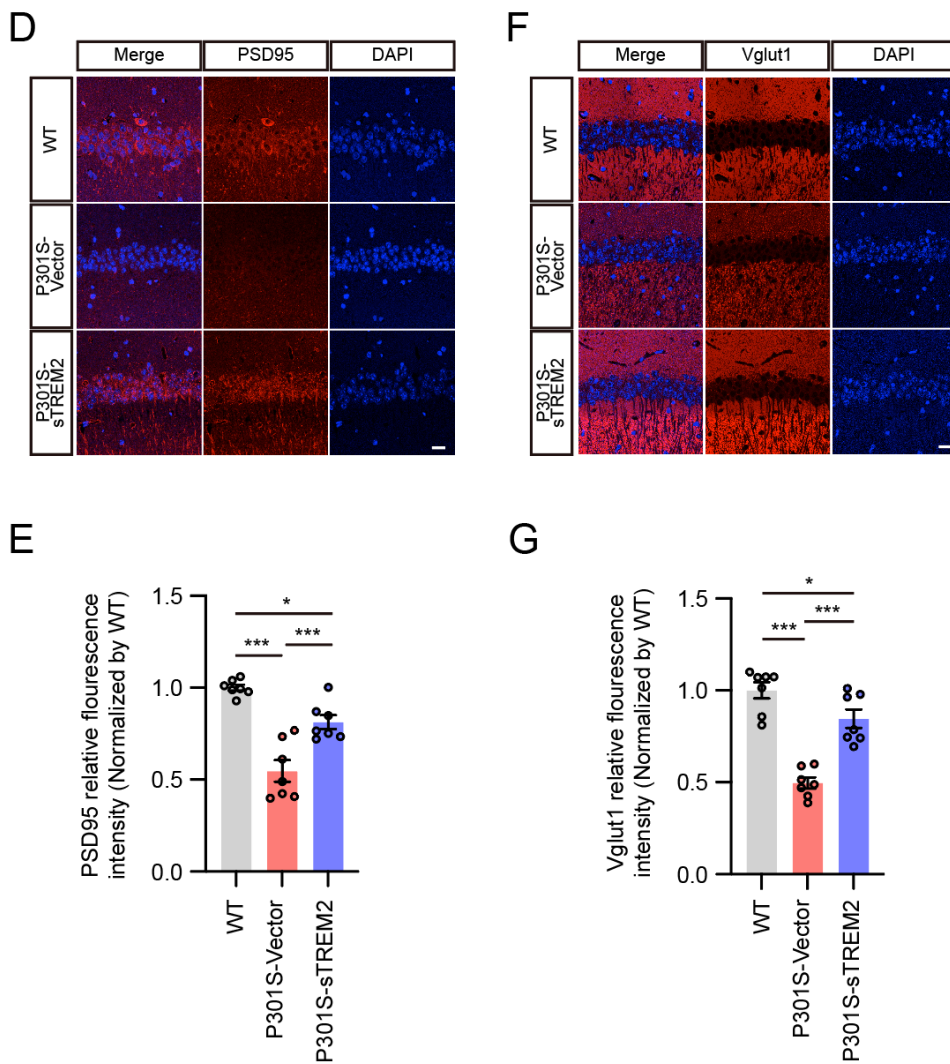 D
Merge PSD95 DAPI
WT
P301S-
Vector
P301S-
sTREM2
F
Merge Vglut1 DAPI
WT
P301S-
Vector
P301S-
sTREM2
E
PSD95 relative flourescence
intensity (Normalized by WT)
1.5
1.0
0.5
0.0
*
*** ***
WT
P301S-Vector
P301S-sTREM2
G
Vglut1 relative flourescence
intensity (Normalized by WT)
1.5
1.0
0.5
0.0
*
***
***
WT
P301S-Vector
P301S-sTREM2